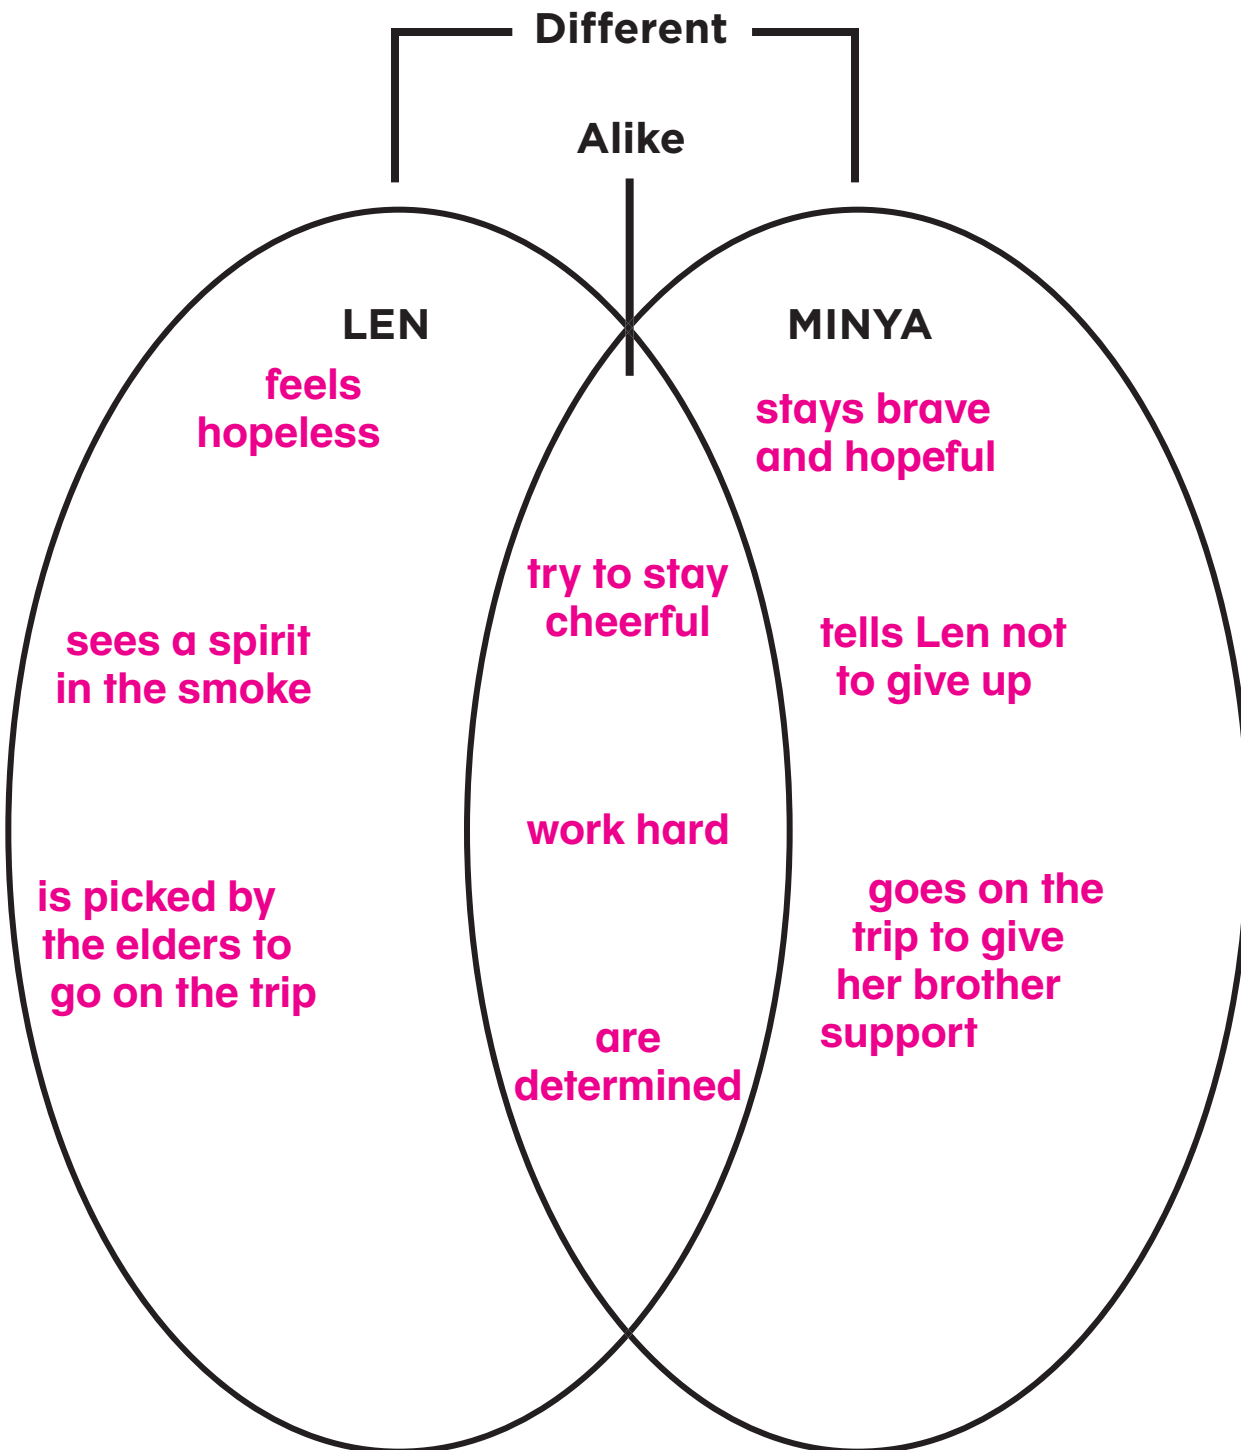 Different
Alike
LEN
feels
hopeless
sees a spirit
in the smoke
is picked by
the elders to
go on the trip
try to stay
cheerful
work hard
are
determined
MINYA
stays brave
and hopeful
tells Len not
to give up
goes on the
trip to give
her brother
support